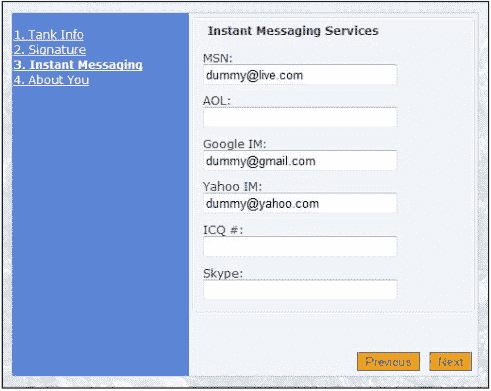 1. Tank Info
2. Signature
3. Instant Messaging
4. About You
Instant Messaging Services
MSN:
dummy@live.com
AOL:
Google IM:
dummy@gmail.com
Yahoo IM:
dummy@yahoo.com
ICQ #:
Skype:
Previous
Next